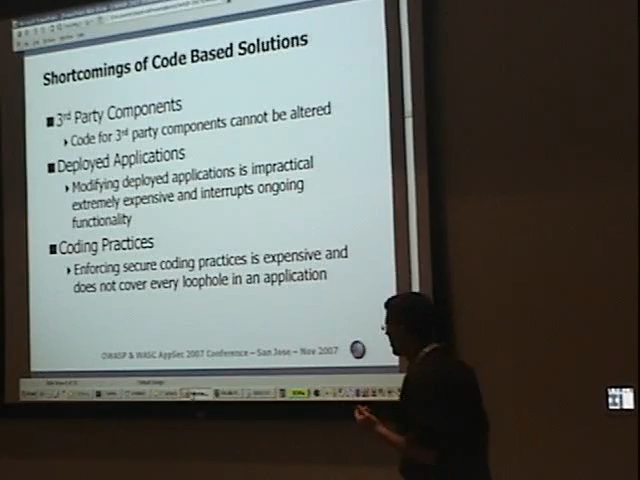 Shortcomings of Code Based Solutions
3rd Party Components
Code for 3rd party components cannot be altered
Deployed Applications
Modifying deployed applications is impractical
extremely expensive and interrupts ongoing
functionality
Coding Practices
Enforcing secure coding practices is expensive and
does not cover every loophole in an application
OWASP & WASC AppSec 2007 Conference – San Jose – Nov 2007